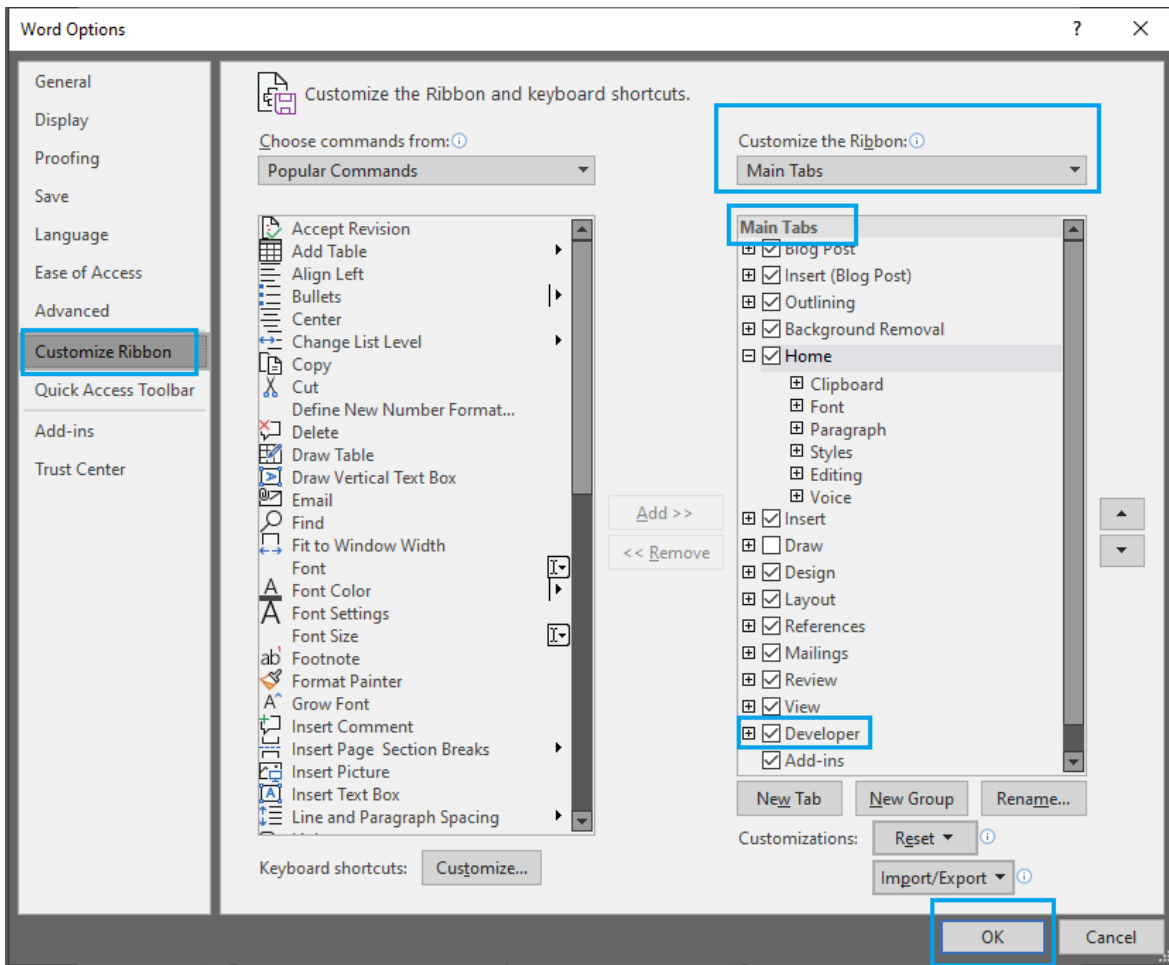 Word Options
?
General
Display
Proofing
Save
Language
Ease of Access
Advanced
Customize Ribbon
Quick Access Toolbar
Add-ins
Trust Center
Customize the Ribbon and keyboard shortcuts.
Choose commands from:
Popular Commands
Accept Revision
Add Table
Align Left
Bullets
Center
Change List Level
Copy
Cut
Define New Number Format...
Delete
Draw Table
Draw Vertical Text Box
Email
Find
Fit to Window Width
Font
Font Color
Font Settings
Font Size
Footnote
Format Painter
Grow Font
Insert Comment
Insert Page Section Breaks
Insert Picture
Insert Text Box
Line and Paragraph Spacing
Keyboard shortcuts: Customize...
Add >>
<< Remove
Customize the Ribbon:
Main Tabs
Main Tabs
Blog Post
Insert (Blog Post)
Outlining
Background Removal
Home
Clipboard
Font
Paragraph
Styles
Editing
Voice
Insert
Draw
Design
Layout
References
Mailings
Review
View
Developer
Add-ins
New Tab New Group Rename...
Customizations: Reset
Import/Export
OK Cancel